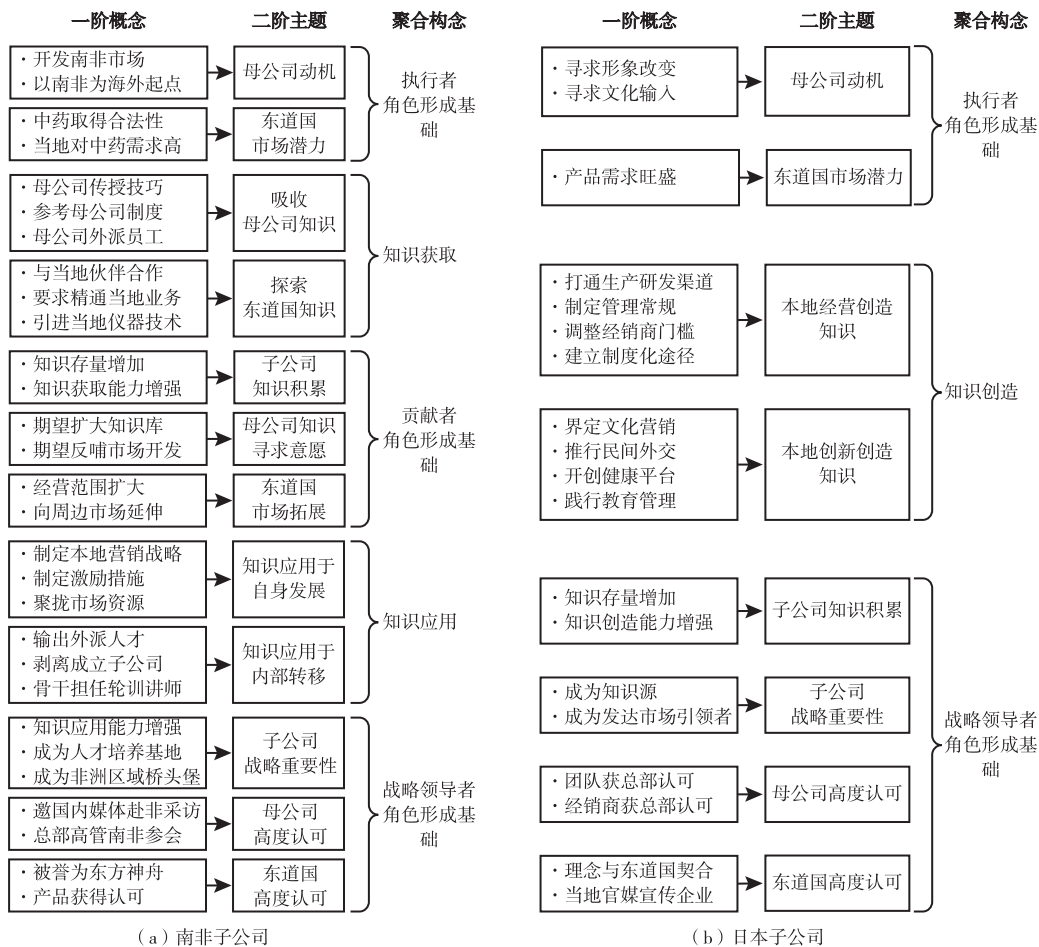 一阶概念
二阶主题
聚合构念
·开发南非市场
·以南非为海外起点
母公司动机
·中药取得合法性
·当地对中药需求高
东道国
市场潜力
执行者
角色形成基
础
·母公司传授技巧
·参考母公司制度
·母公司外派员工
吸收
母公司知识
·与当地伙伴合作
·要求精通当地业务
·引进当地仪器技术
探索
东道国知识
知识获取
·知识存量增加
·知识获取能力增强
子公司
知识积累
·期望扩大知识库
·期望反哺市场开发
母公司知识
寻求意愿
·经营范围扩大
·向周边市场延伸
东道国
市场拓展
贡献者
角色形成基
础
·制定本地营销战略
·制定激励措施
·聚拢市场资源
知识应用于
自身发展
·输出外派人才
·剥离成立子公司
·骨干担任轮训讲师
知识应用于
内部转移
知识应用
·知识应用能力增强
·成为人才培养基地
·成为非洲区域桥头堡
子公司
战略重要性
·邀国内媒体赴非采访
·总部高管南非参会
母公司
高度认可
·被誉为东方神舟
·产品获得认可
东道国
高度认可
战略领导者
角色形成基
础
（a）南非子公司
一阶概念
二阶主题
聚合构念
·寻求形象改变
·寻求文化输入
母公司动机
·产品需求旺盛
东道国市场潜力
执行者
角色形成基
础
·打通生产研发渠道
·制定管理常规
·调整经销商门槛
·建立制度化途径
本地经营创造
知识
·界定文化营销
·推行民间外交
·开创健康平台
·践行教育管理
本地创新创造
知识
知识创造
·知识存量增加
·知识创造能力增强
子公司知识积累
·成为知识源
·成为发达市场引领者
子公司
战略重要性
·团队获总部认可
·经销商获总部认可
母公司高度认可
·理念与东道国契合
·当地官媒宣传企业
东道国高度认可
战略领导者
角色形成基
础
（b）日本子公司